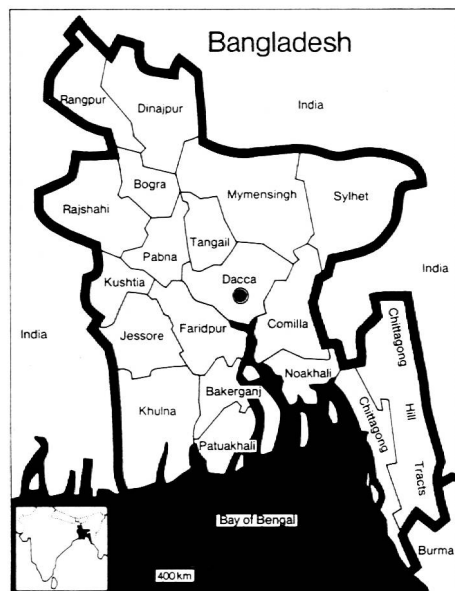 Bangladesh
Rangpur
Dinajpur
India
Bogra
Mymensingh
Sylhet
Rajshahi
Tangail
Pabna
Dacca
India
Kushtia
Comilla
India
Jessore
Faridpur
Chittagong
Noakhali
Bakerganj
Chittagong
Hill
Khulna
Patuakhali
Tracts
Bay of Bengal
Burma
400 km